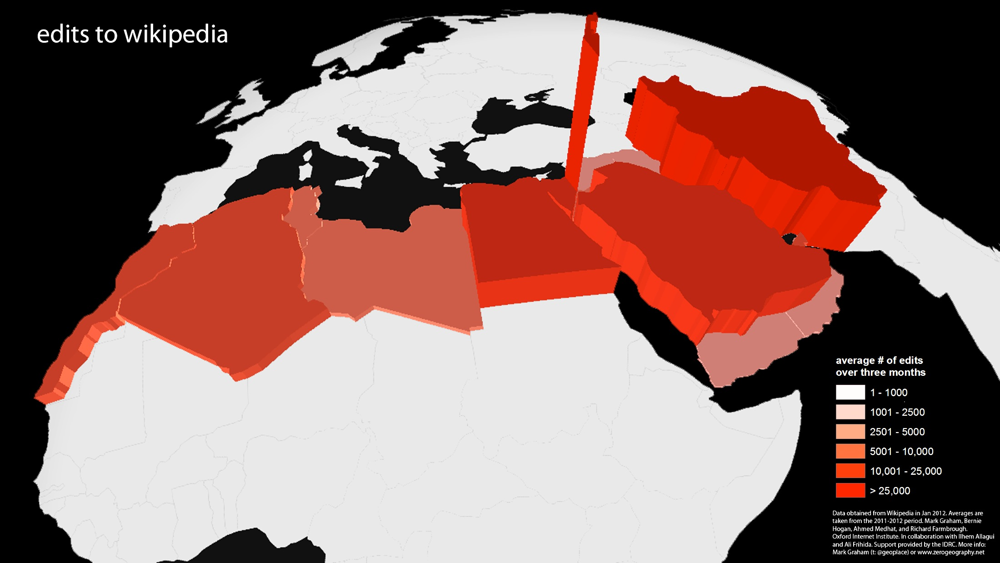 edits to wikipedia
average # of edits
over three months
1 - 1000
1001 - 2500
2501 - 5000
5001 - 10,000
10,001 - 25,000
> 25,000
Data obtained from Wikipedia in Jan 2012. Averages are
taken from the 2011-2012 period. Mark Graham, Bernie
Hogan, Ahmed Medhat, and Richard Farmbrough.
Oxford Internet Institute. In collaboration with Ilhem Allagui
and Ali Frihida. Support provided by the IDRC. More info:
Mark Graham (t: @geoplace) or www.zerogeography.net